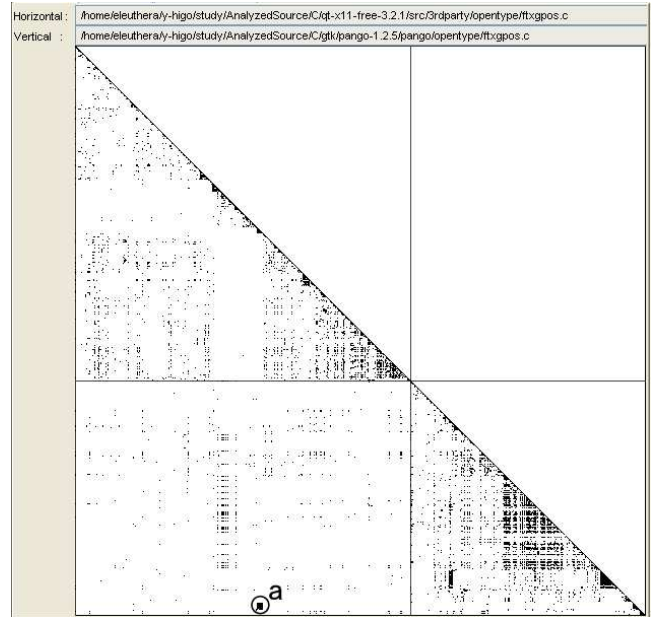 Horizontal : /home/eleuthera/y-higo/study/AnalyzedSource/C/qt-x11-free-3.2.1/src/3rdparty/opentype/ftxgpos.c
Vertical : /home/eleuthera/y-higo/study/AnalyzedSource/C/gtk/pango-1.2.5/pango/opentype/ftxgpos.c
a